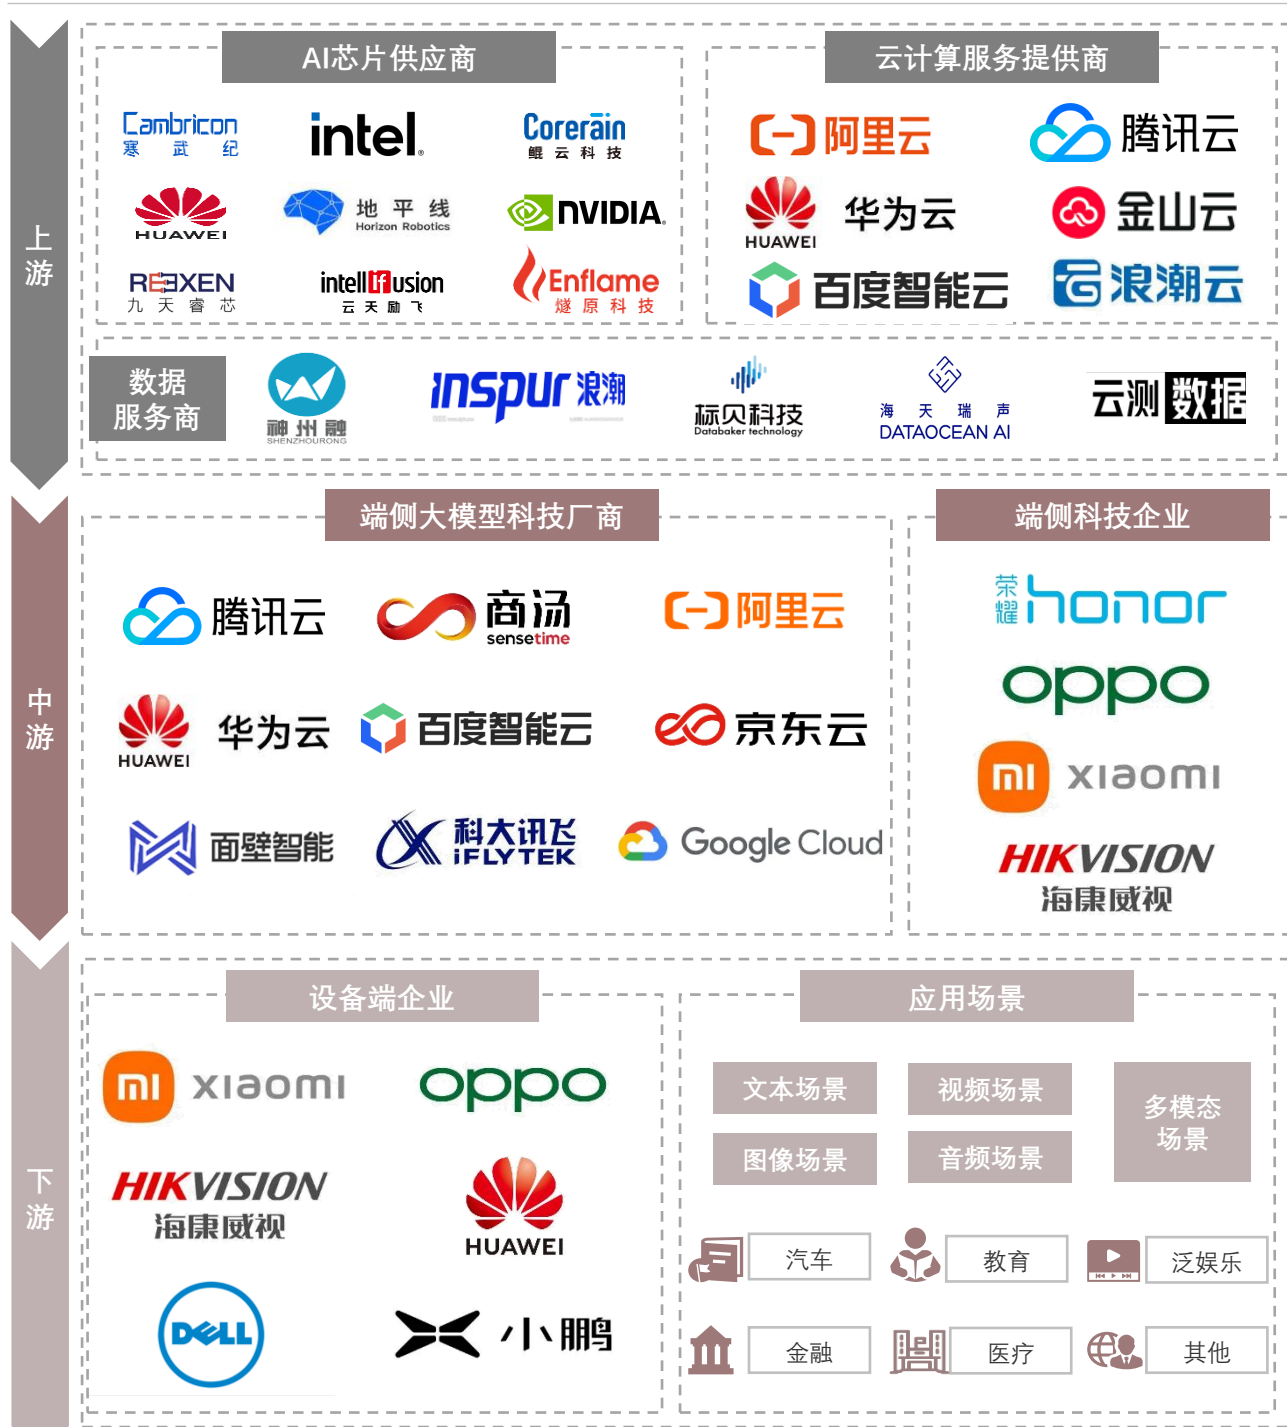 上游
AI芯片供应商
Cambricon
寒武纪
intel
Corerain
鲲云科技
HUAWEI
地平线
Horizon Robotics
NVIDIA
REEXEN
九天睿芯
intellifusion
云天励飞
Enflame
燧原科技
云计算服务提供商
阿里云
腾讯云
HUAWEI
华为云
金山云
百度智能云
浪潮云
数据
服务商
神州融
SHENZHOURONG
inspur 浪潮
标贝科技
Databaker technology
海天瑞声
DATAOCEAN AI
云测数据
中游
端侧大模型科技厂商
腾讯云
商汤
sensetime
阿里云
HUAWEI
华为云
百度智能云
京东云
面壁智能
科大讯飞
iFLYTEK
Google Cloud
端侧科技企业
荣耀
honor
oppo
mi xiaomi
HIKVISION
海康威视
下游
设备端企业
mi xiaomi
oppo
HIKVISION
海康威视
HUAWEI
DELL
小鹏
应用场景
文本场景
视频场景
多模态
场景
图像场景
音频场景
汽车
教育
泛娱乐
金融
医疗
其他